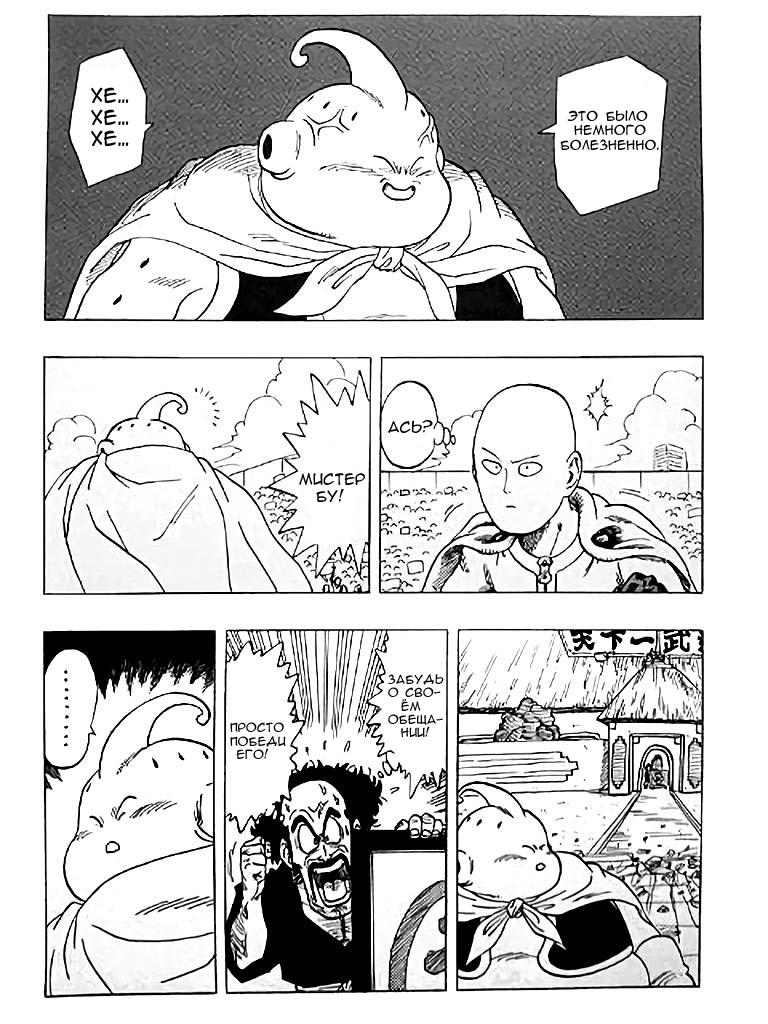 ЭТО БЫЛО
НЕМНОГО
БОЛЕЗНЕННО.
ХЕ...
ХЕ...
ХЕ...
АСЬ?
МИСТЕР
БУ!
天下一武
ЗАБУДЬ
О СВО-
ЁМ
ОБЕЩА-
НИИ!
ПРОСТО
ПОБЕДИ
ЕГО!
........